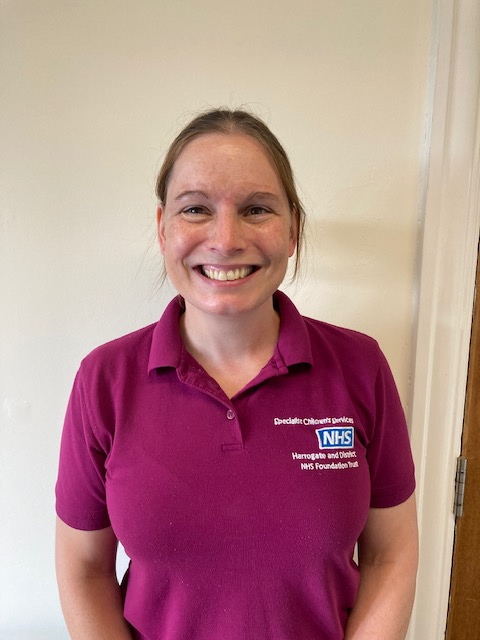 Specialist Children's Services
NHS
Harrogate and District
NHS Foundation Trust